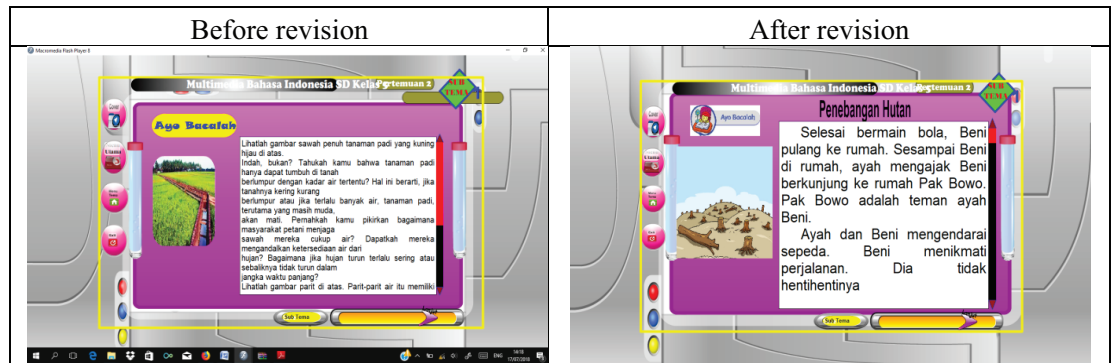 Before revision
After revision
Macromedia Flash Player 8
Multimedia Bahasa Indonesia SD Kelas
Pertemuan 2
SUB
TEMA
Ayo Bacalah
Lihatlah gambar sawah penuh tanaman padi yang kuning
hijau di atas.
Indah, bukan? Tahukah kamu bahwa tanaman padi
hanya dapat tumbuh di tanah
berlumpur dengan kadar air tertentu? Hal ini berarti, jika
tanahnya kering kurang
berlumpur atau jika terlalu banyak air, tanaman padi,
terutama yang masih muda,
akan mati. Pernahkah kamu pikirkan bagaimana
masyarakat petani menjaga
sawah mereka cukup air? Dapatkah mereka
mengandalkan ketersediaan air dari
hujan? Bagaimana jika hujan turun terlalu sering atau
sebaliknya tidak turun dalam
jangka waktu panjang?
Lihatlah gambar parit di atas. Parit-parit air itu memiliki
Utama
Sub Tema
ENG
14:18
17/07/2018
Multimedia Bahasa Indonesia SD Kelas
Pertemuan 2
SUB
TEMA
Penebangan Hutan
Ayo Bacalah
Selesai bermain bola, Beni
pulang ke rumah. Sesampai Beni
di rumah, ayah mengajak Beni
berkunjung ke rumah Pak Bowo.
Pak Bowo adalah teman ayah
Beni.
Ayah dan Beni mengendarai
sepeda. Beni menikmati
perjalanan. Dia tidak
hentihentinya
Utama
Sub Tema